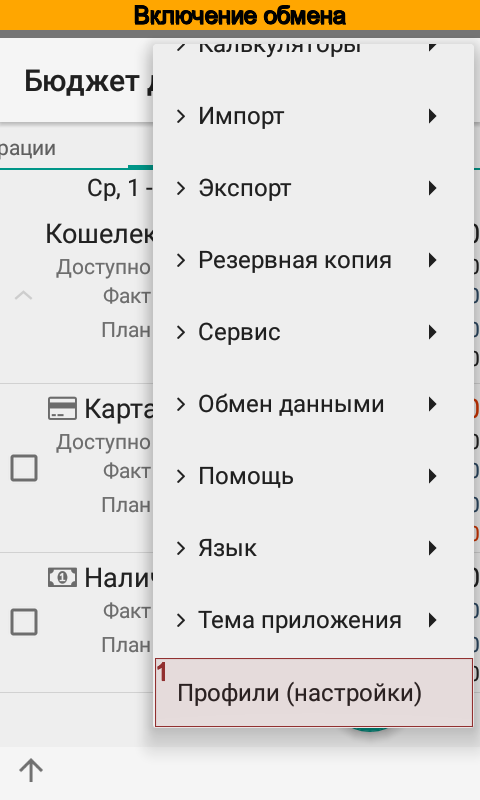 Включение обмена
Калькуляторы
Бюджет д
Импорт
рации
Ср, 1 -
Экспорт
Кошелек
Доступно
Резервная копия
Факт
План
Сервис
Карта
Обмен данными
Доступно
Факт
Помощь
План
Язык
Налич
Факт
Тема приложения
План
1
Профили (настройки)